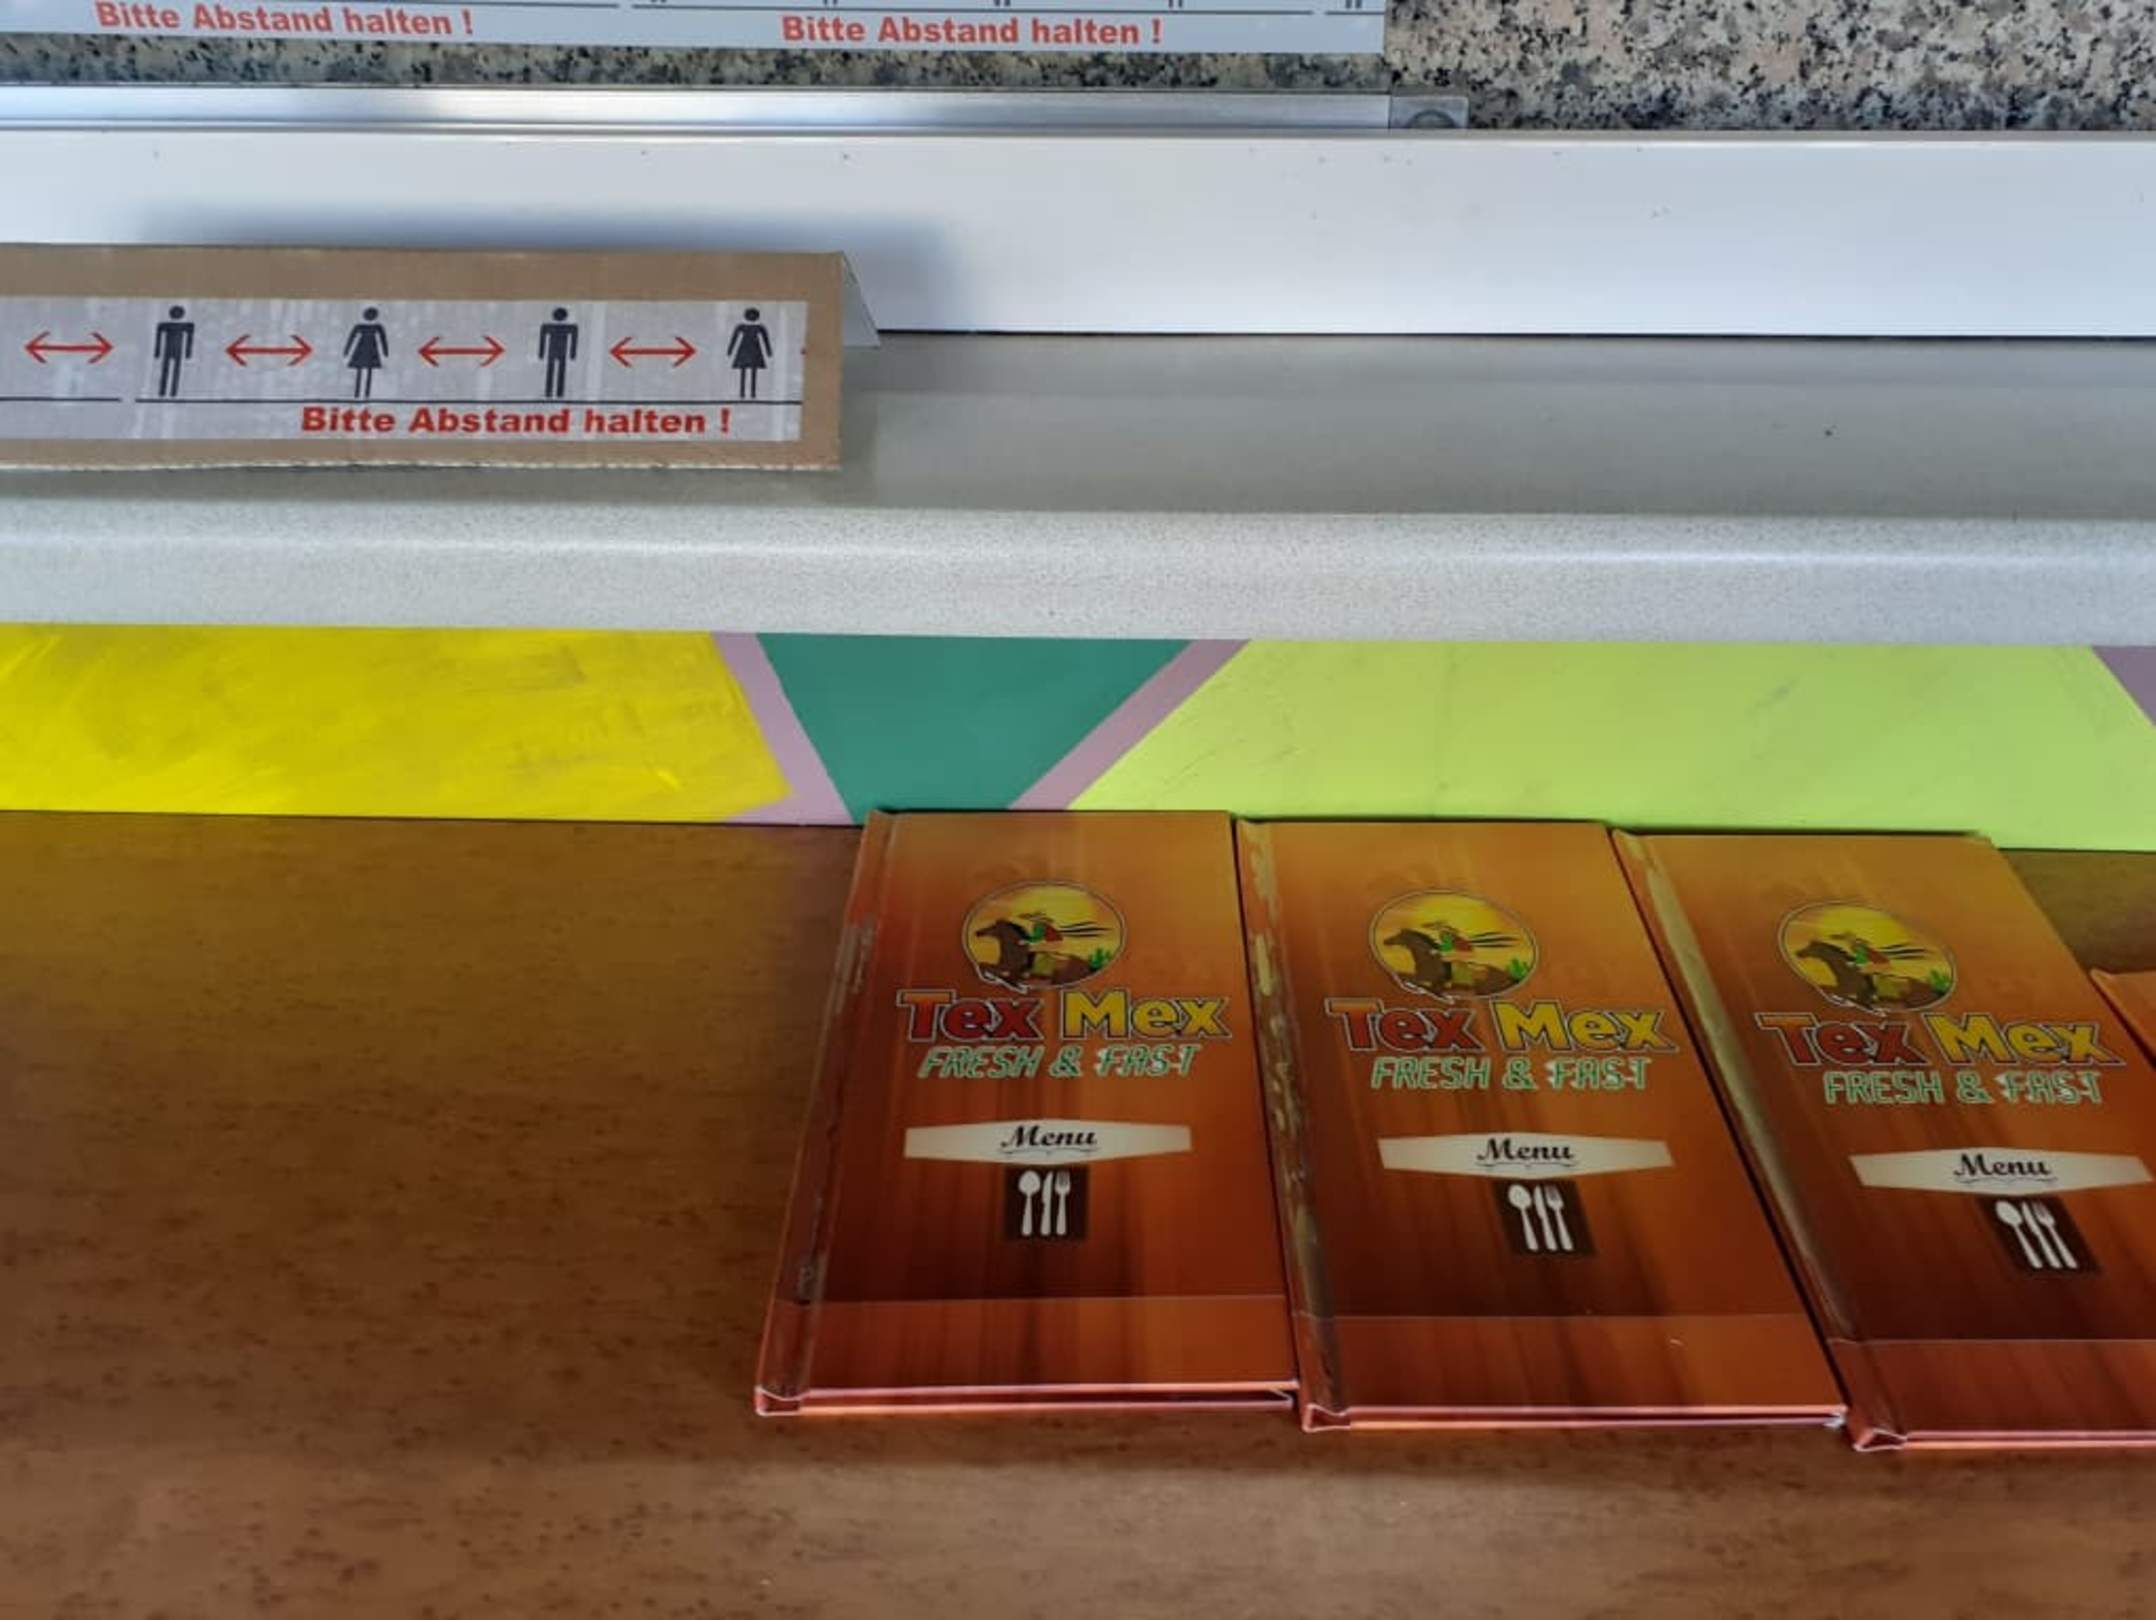 Bitte Abstand halten !
Bitte Abstand halten !
Bitte Abstand halten !
Tex Mex
FRESH & FAST
Menu
Tex Mex
FRESH & FAST
Menu
Tex Mex
FRESH & FAST
Menu